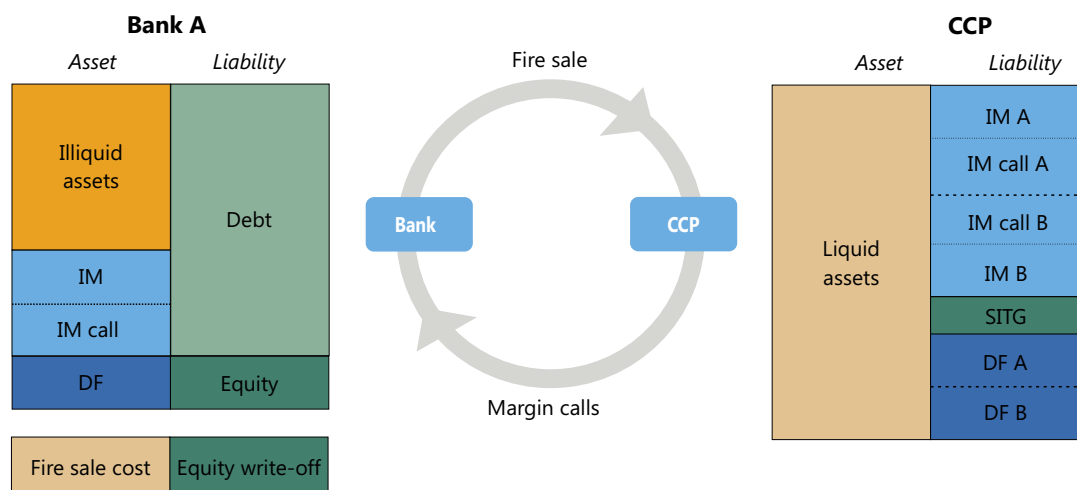 Bank A
Asset
Liability
Illiquid
assets
IM
IM call
DF
Debt
Equity
Fire sale cost
Equity write-off
Fire sale
Bank
CCP
Margin calls
CCP
Asset
Liability
Liquid
assets
IM A
IM call A
IM call B
IM B
SITG
DF A
DF B